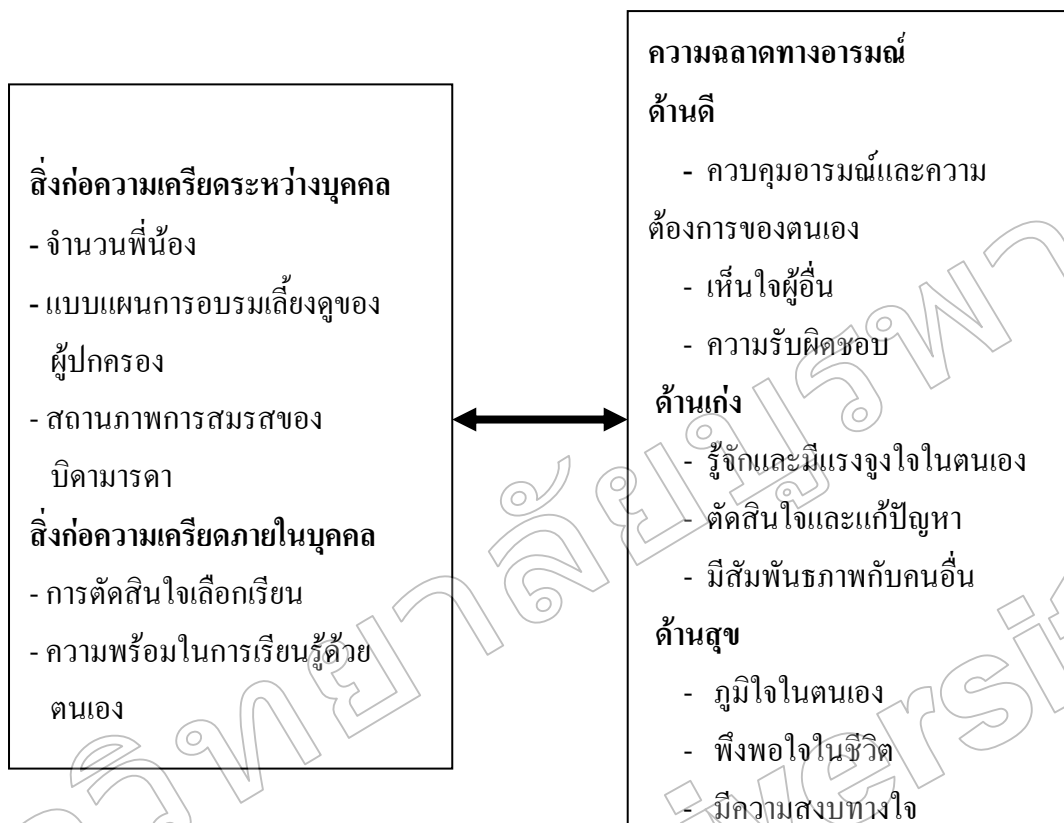 สิ่งก่อความเครียดระหว่างบุคคล
- จำนวนพี่น้อง
- แบบแผนการอบรมเลี้ยงดูของ
ผู้ปกครอง
- สถานภาพการสมรสของ
บิดามารดา
สิ่งก่อความเครียดภายในบุคคล
- การตัดสินใจเลือกเรียน
- ความพร้อมในการเรียนรู้ด้วย
ตนเอง
ความฉลาดทางอารมณ์
ด้านดี
- ควบคุมอารมณ์และความ
ต้องการของตนเอง
- เห็นใจผู้อื่น
- ความรับผิดชอบ
ด้านเก่ง
- รู้จักและมีแรงจูงใจในตนเอง
- ตัดสินใจและแก้ปัญหา
- มีสัมพันธภาพกับคนอื่น
ด้านสุข
- ภูมิใจในตนเอง
- พึงพอใจในชีวิต
- มีความสงบทางใจ